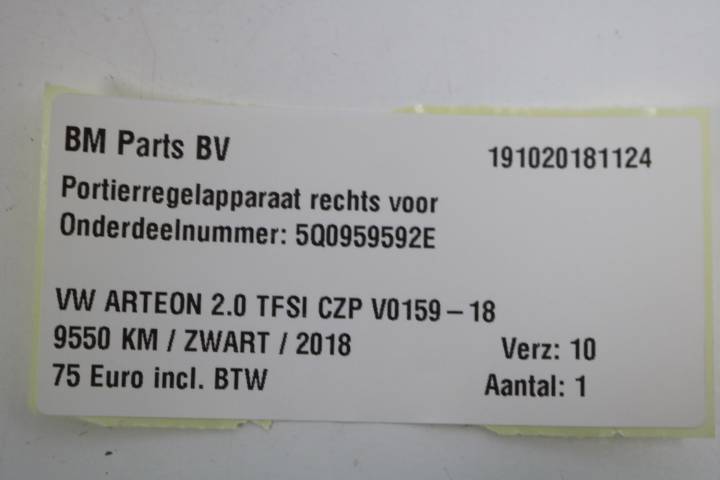 BM Parts BV 191020181124
Portierregelapparaat rechts voor
Onderdeelnummer: 5Q0959592E
VW ARTEON 2.0 TFSI CZP V0159 – 18
9550 KM / ZWART / 2018 Verz: 10
75 Euro incl. BTW Aantal: 1